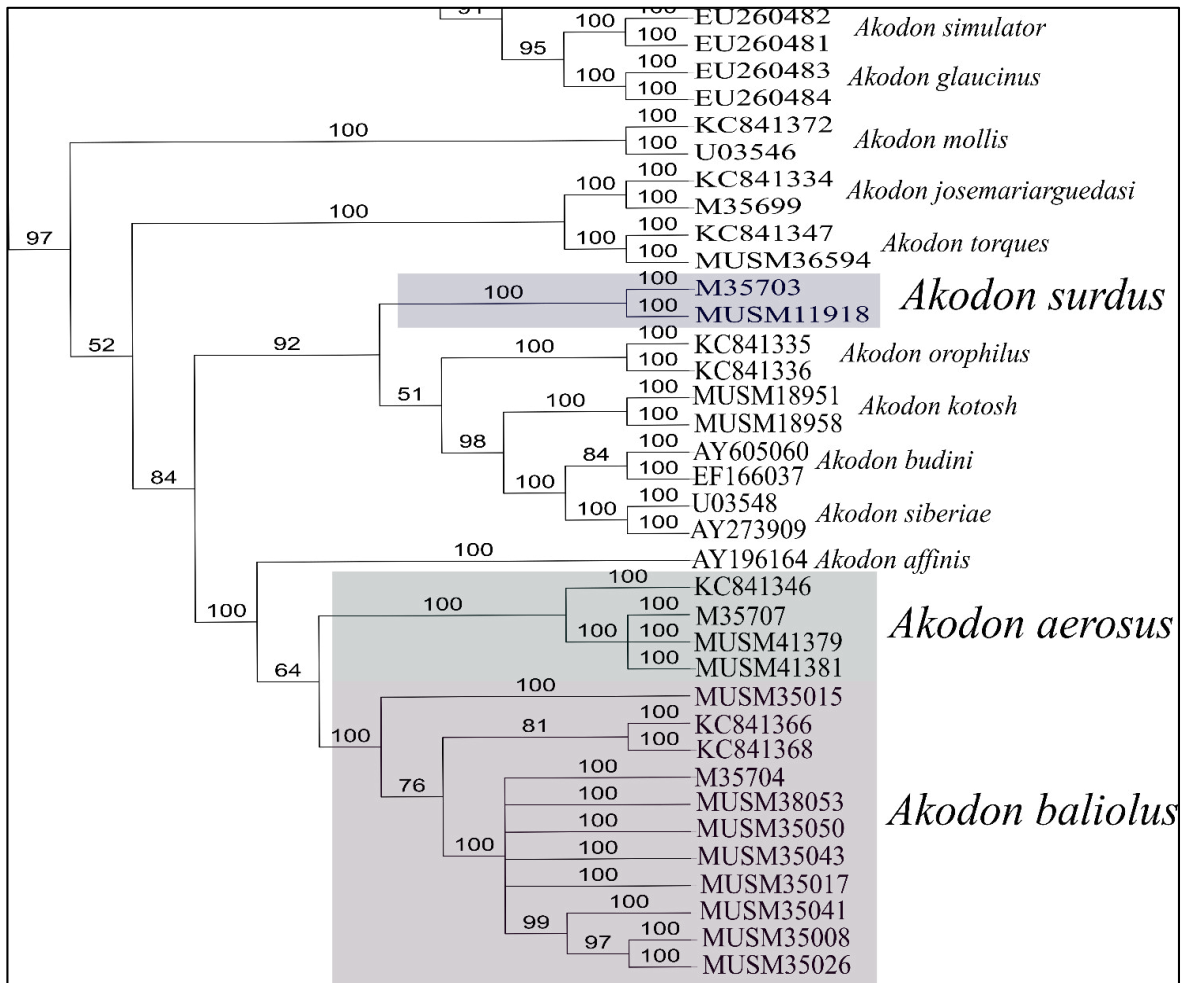 91
100
100
EU260482
Akodon simulator
100
EU260481
95
100
EU260483
Akodon glaucinus
100
100
EU260484
100
100
KC841372
Akodon mollis
100
U03546
100
100
100
KC841334
Akodon josemariarguedasi
100
M35699
97
100
100
KC841347
Akodon torques
100
MUSM36594
100
100
M35703
Akodon surdus
100
MUSM11918
52
92
100
100
KC841335
Akodon orophilus
100
KC841336
51
100
100
MUSM18951
Akodon kotosh
100
MUSM18958
98
84
100
AY605060
Akodon budini
100
EF166037
84
100
100
100
U03548
Akodon siberiae
100
AY273909
100
AY196164 Akodon affinis
100
100
100
KC841346
Akodon aerosus
100
100
M35707
100
MUSM41379
100
MUSM41381
64
100
MUSM35015
100
81
100
KC841366
100
KC841368
76
100
M35704
Akodon baliolus
100
MUSM38053
100
MUSM35050
100
100
MUSM35043
100
MUSM35017
99
100
MUSM35041
97
100
MUSM35008
100
MUSM35026